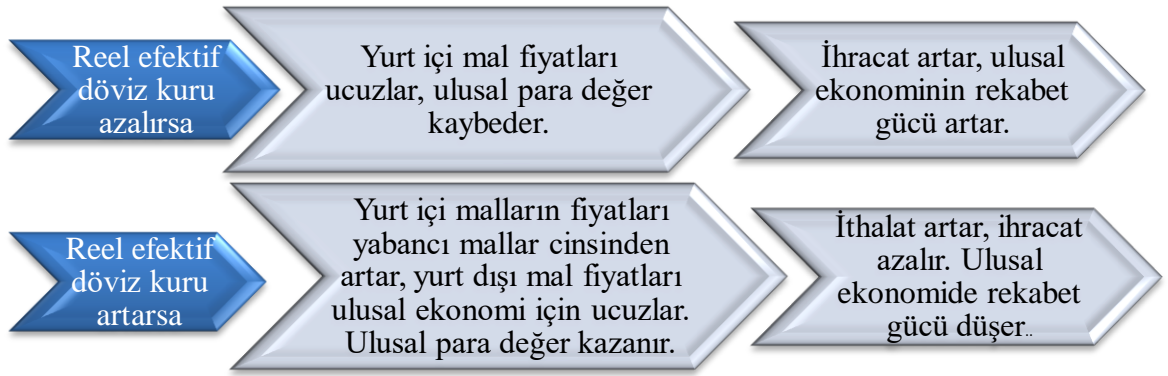 Reel efektif
döviz kuru
azalırsa
Yurt içi mal fiyatları
ucuzlar, ulusal para değer
kaybeder.
İhracat artar, ulusal
ekonominin rekabet
gücü artar.
Reel efektif
döviz kuru
artarsa
Yurt içi malların fiyatları
yabancı mallar cinsinden
artar, yurt dışı mal fiyatları
ulusal ekonomi için ucuzlar.
Ulusal para değer kazanır.
İthalat artar, ihracat
azalır. Ulusal
ekonomide rekabet
gücü düşer..